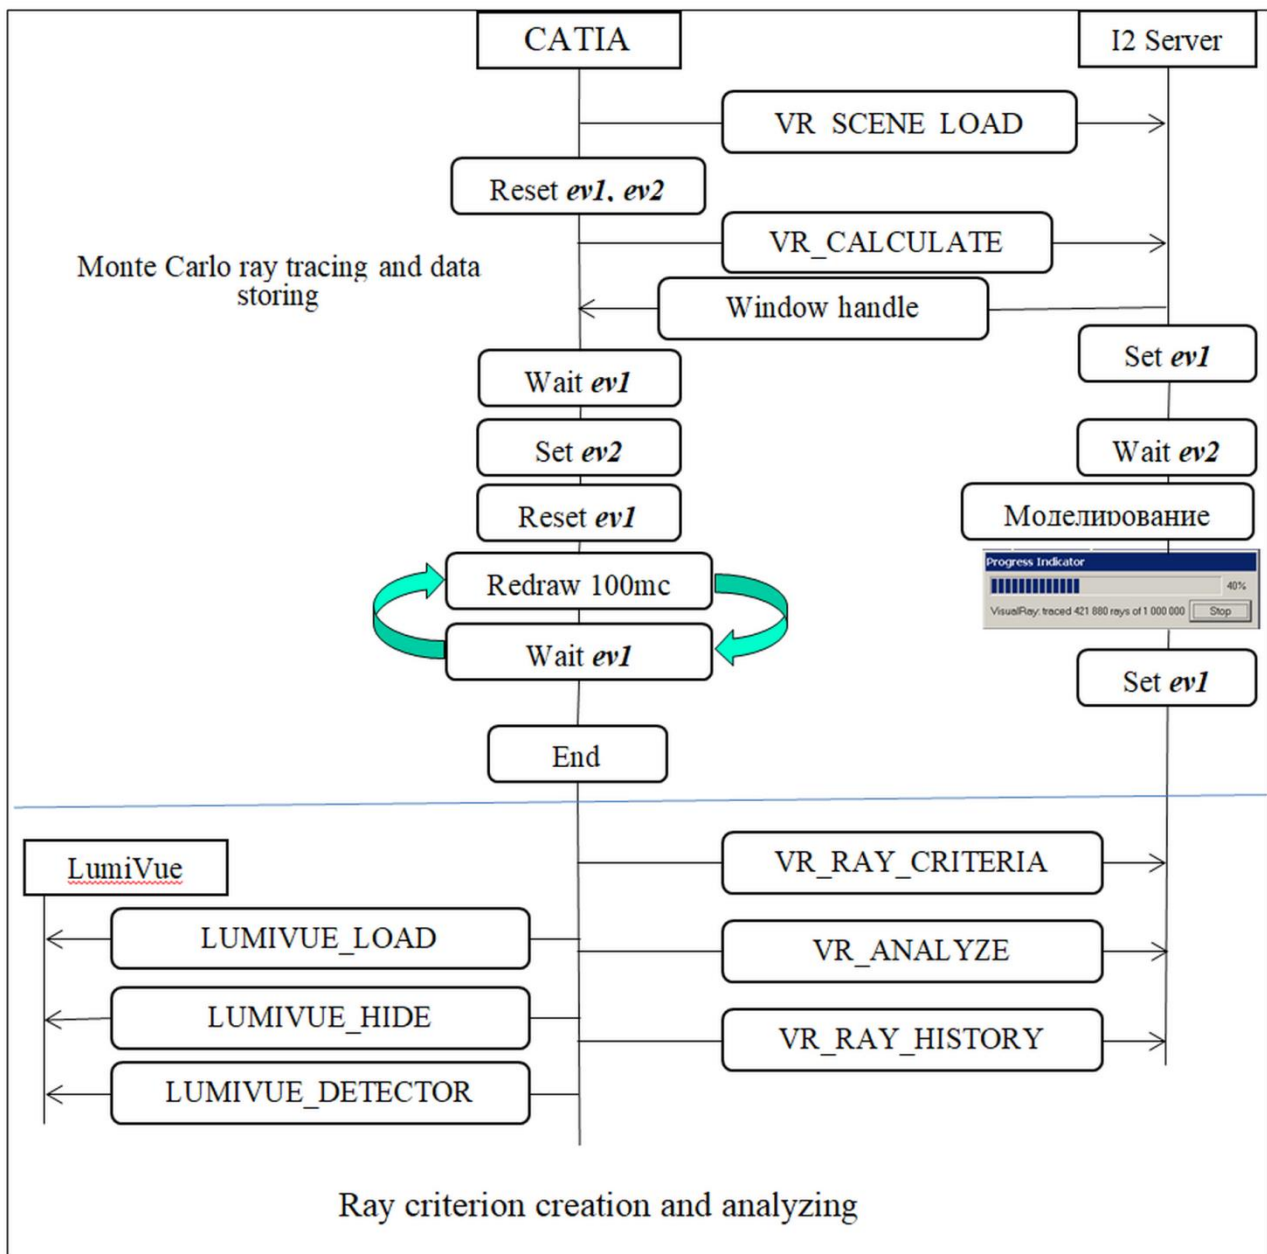 CATIA
I2 Server
VR_SCENE_LOAD
Reset ev1, ev2
VR_CALCULATE
Monte Carlo ray tracing and data
storing
Window handle
Set ev1
Wait ev1
Set ev2
Wait ev2
Reset ev1
Моделирование
Progress Indicator
40%
VisualRay: traced 421 880 rays of 1 000 000
Stop
Redraw 100mc
Wait ev1
Set ev1
End
LumiVue
VR_RAY_CRITERIA
LUMIVUE_LOAD
VR_ANALYZE
LUMIVUE_HIDE
VR_RAY_HISTORY
LUMIVUE_DETECTOR
Ray criterion creation and analyzing